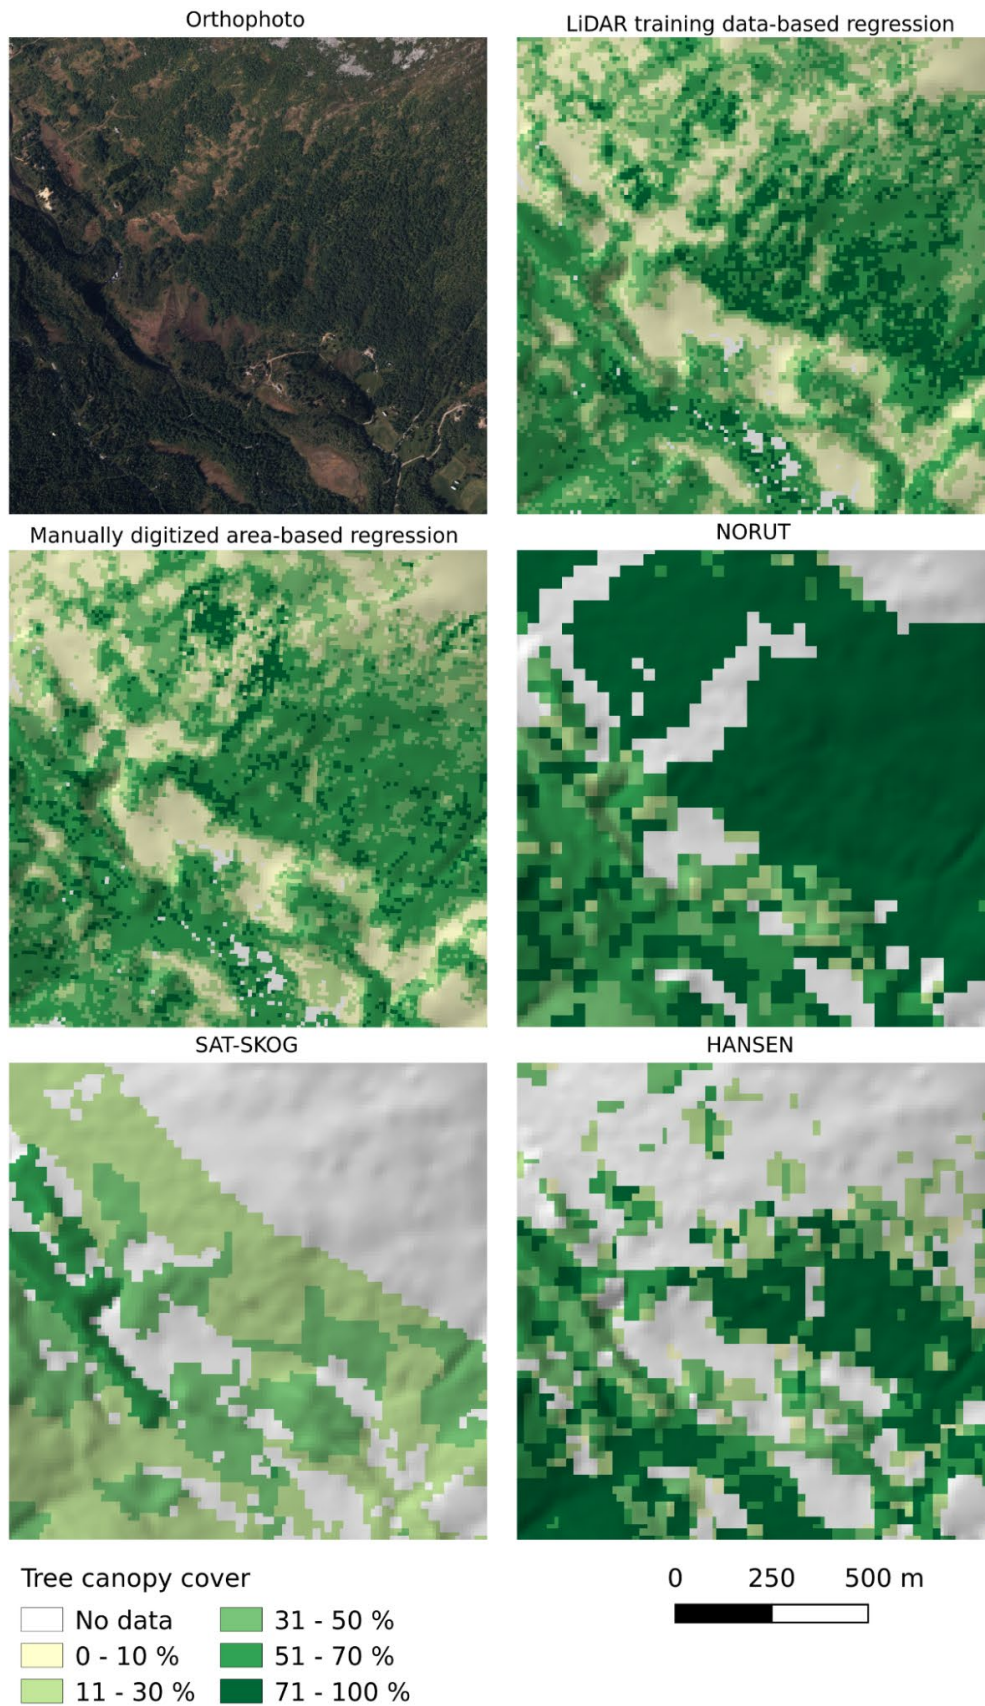 Orthophoto
LiDAR training data-based regression
Manually digitized area-based regression
NORUT
SAT-SKOG
HANSEN
Tree canopy cover
No data
0 - 10 %
11 - 30 %
31 - 50 %
51 - 70 %
71 - 100 %
0 250 500 m